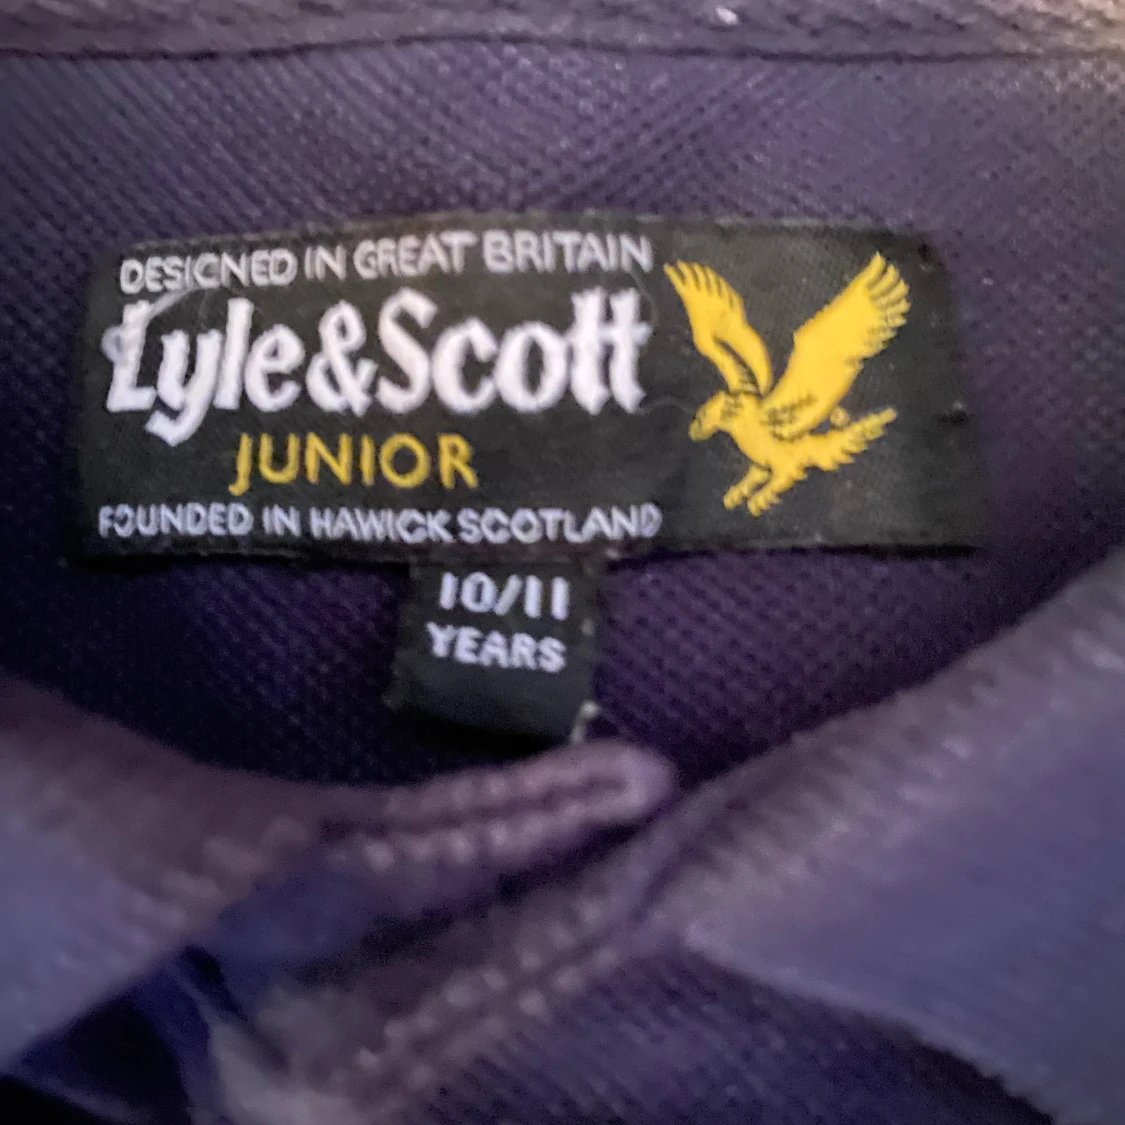 DESIGNED IN GREAT BRITAIN
Lyle&Scott
JUNIOR
FOUNDED IN HAWICK SCOTLAND
10/11
YEARS